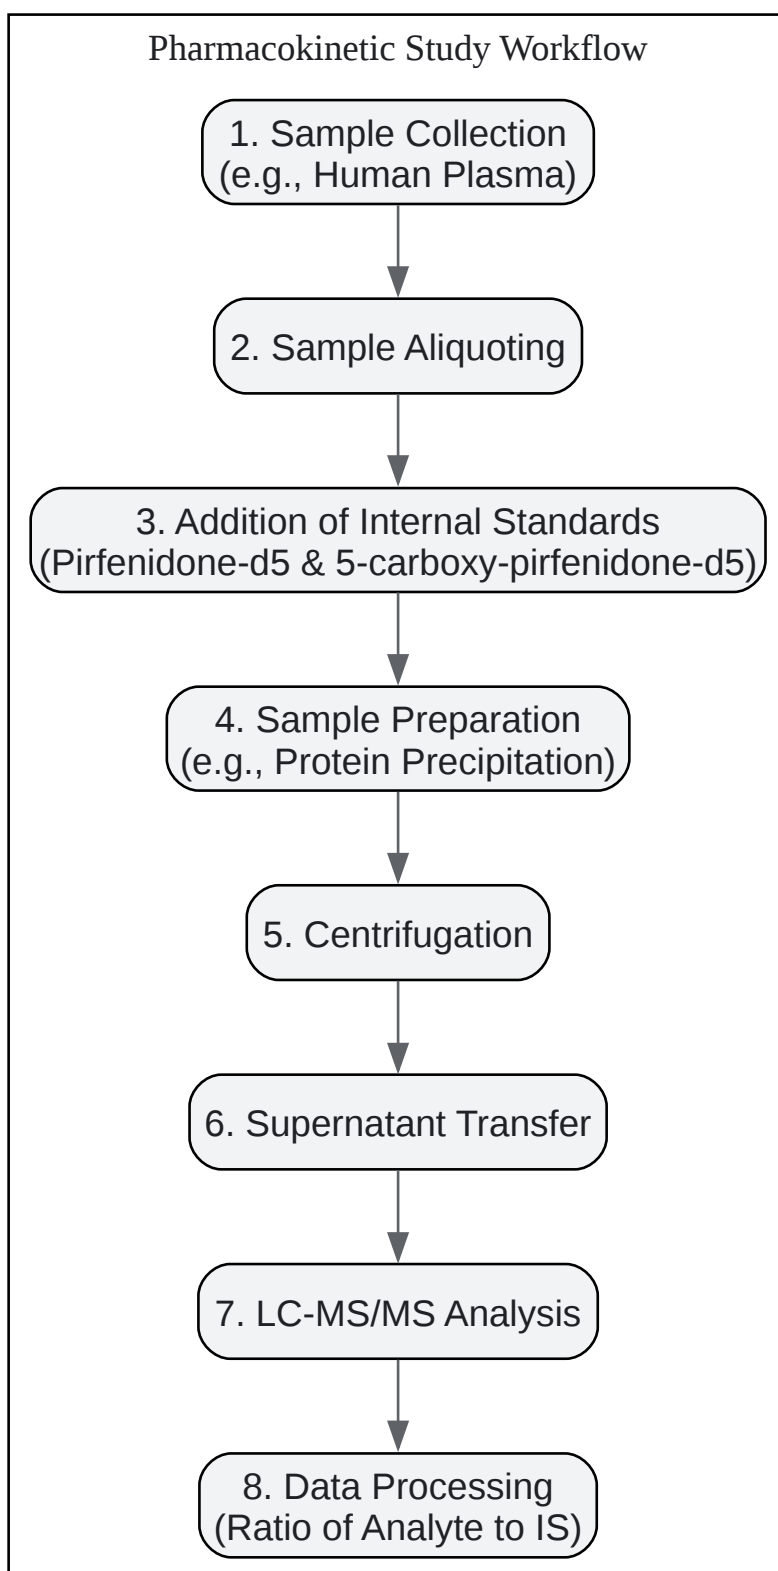 Pharmacokinetic Study Workflow
1. Sample Collection
(e.g., Human Plasma)
2. Sample Aliquoting
3. Addition of Internal Standards
(Pirfenidone-d5 & 5-carboxy-pirfenidone-d5)
4. Sample Preparation
(e.g., Protein Precipitation)
5. Centrifugation
6. Supernatant Transfer
7. LC-MS/MS Analysis
8. Data Processing
(Ratio of Analyte to IS)